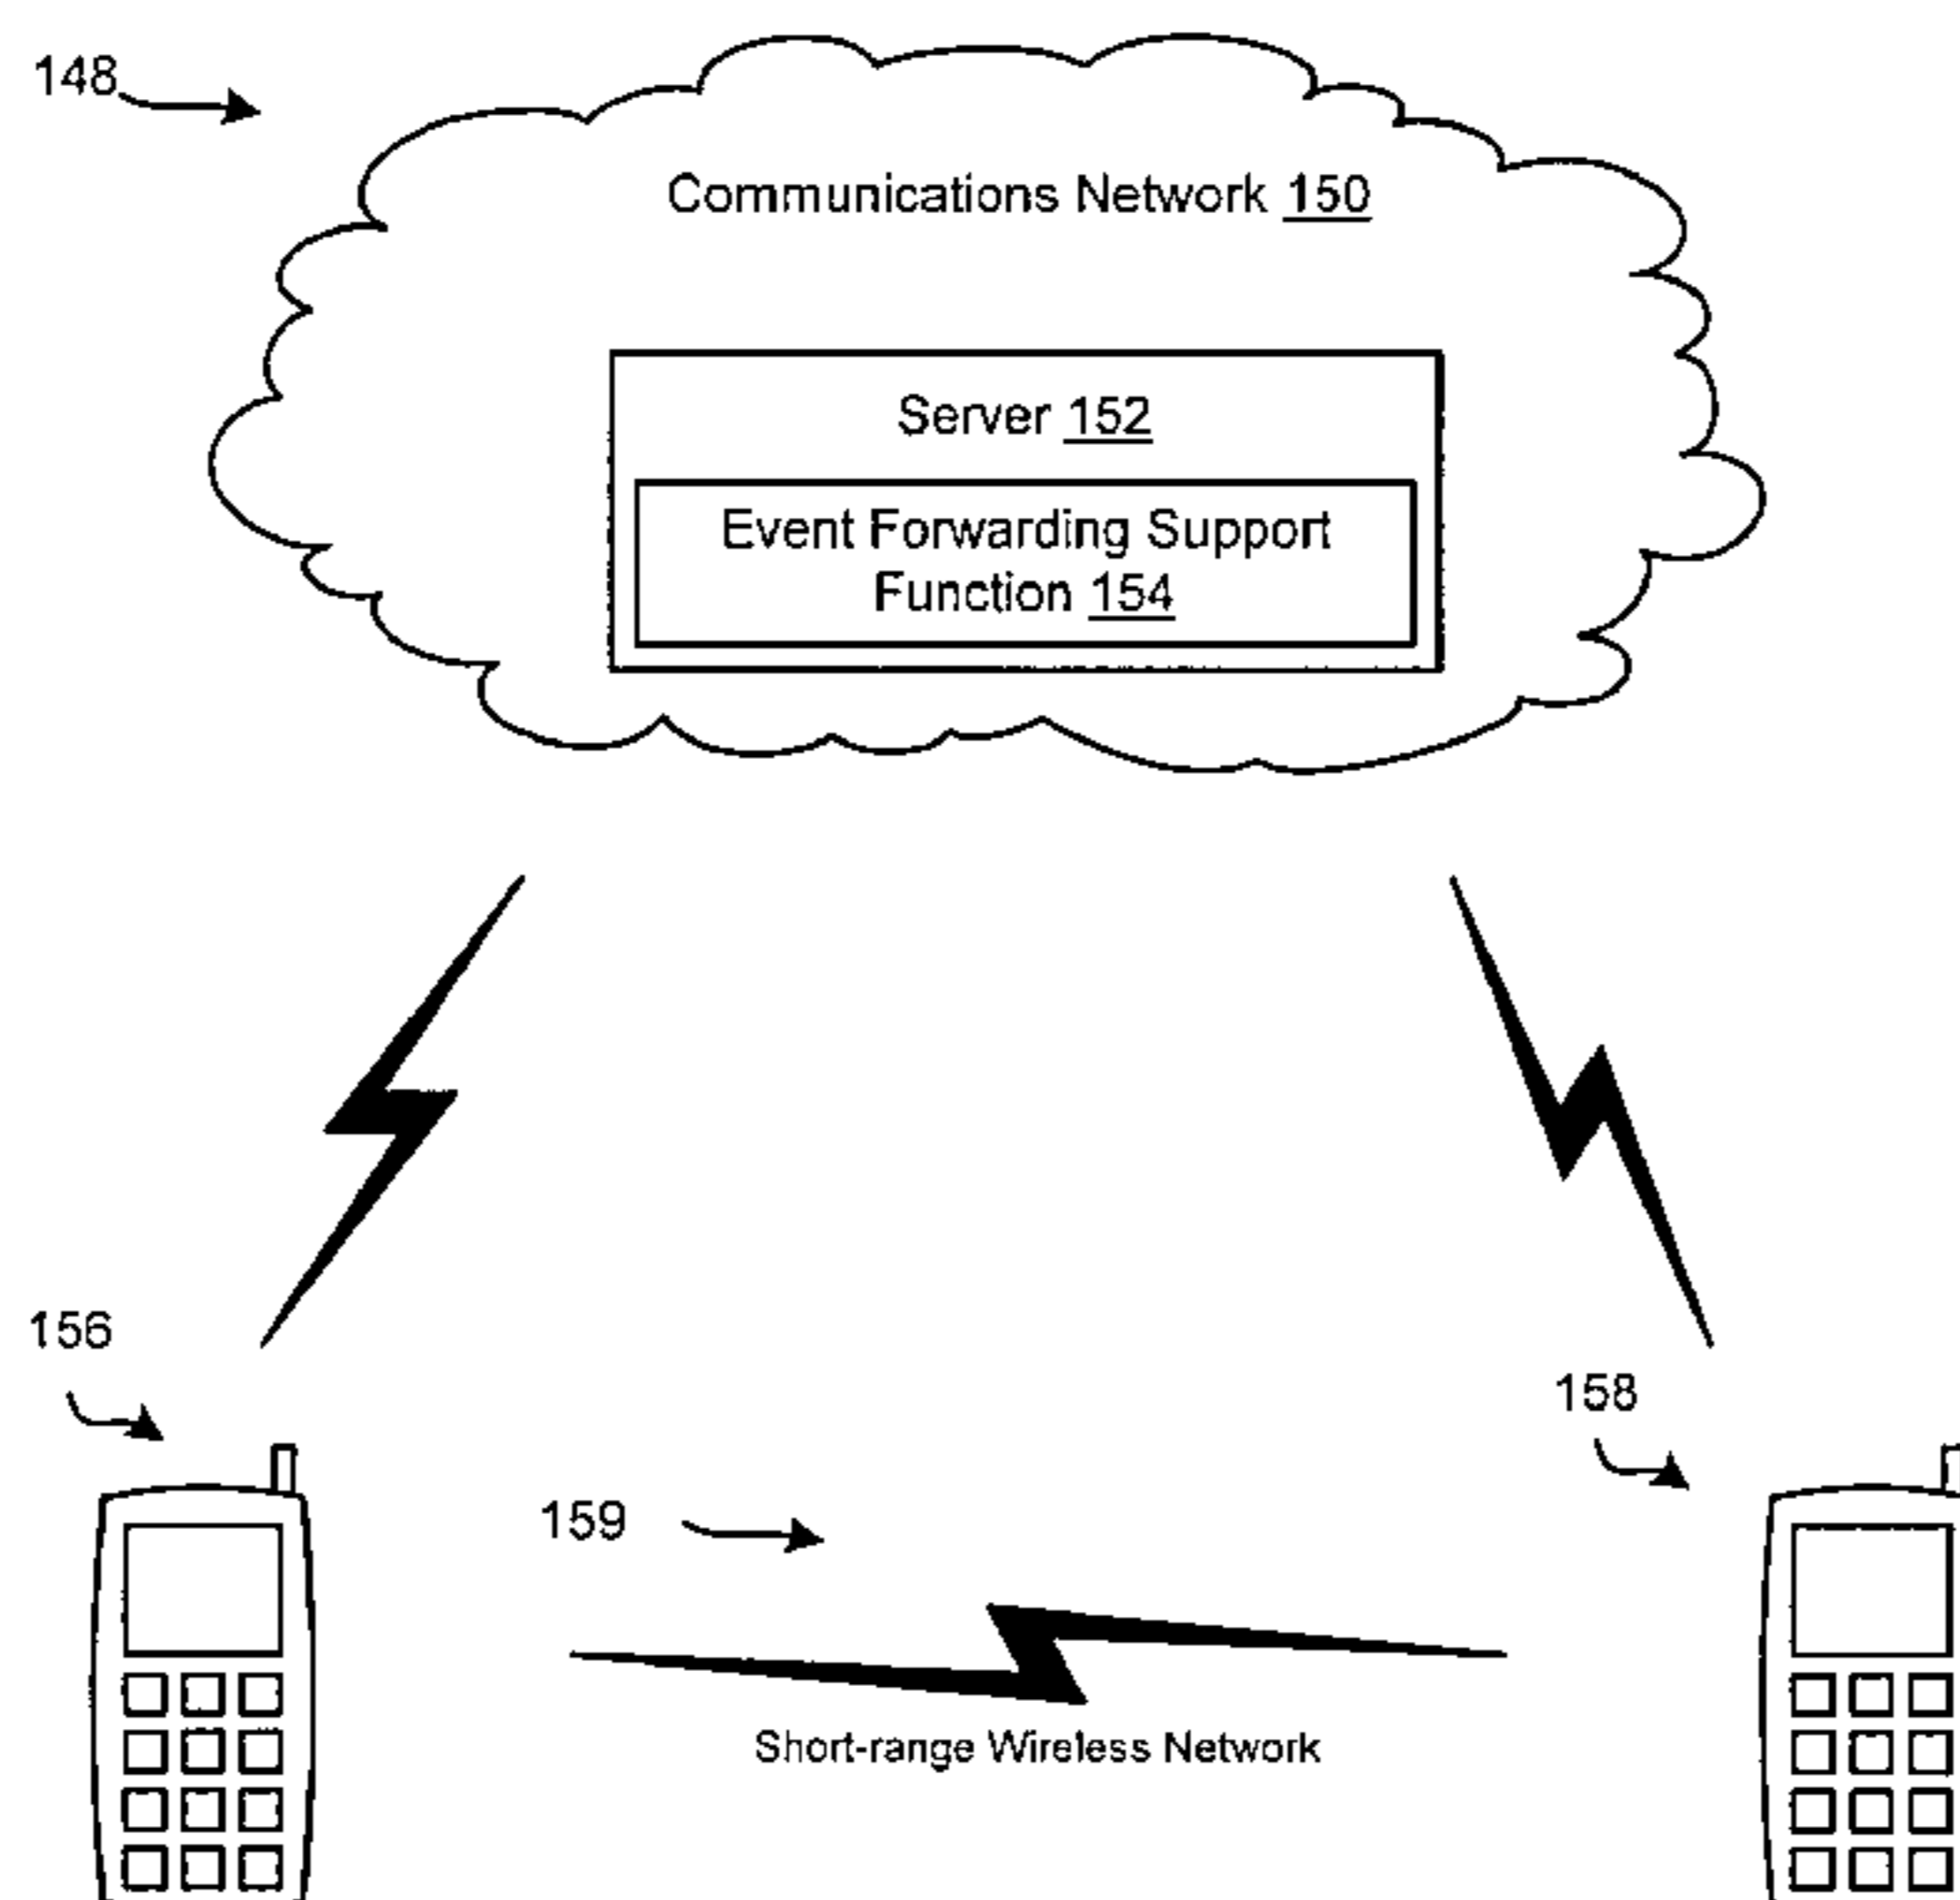 148
Communications Network 150
Server 152
Event Forwarding Support
Function 154
156
158
159
Short-range Wireless Network